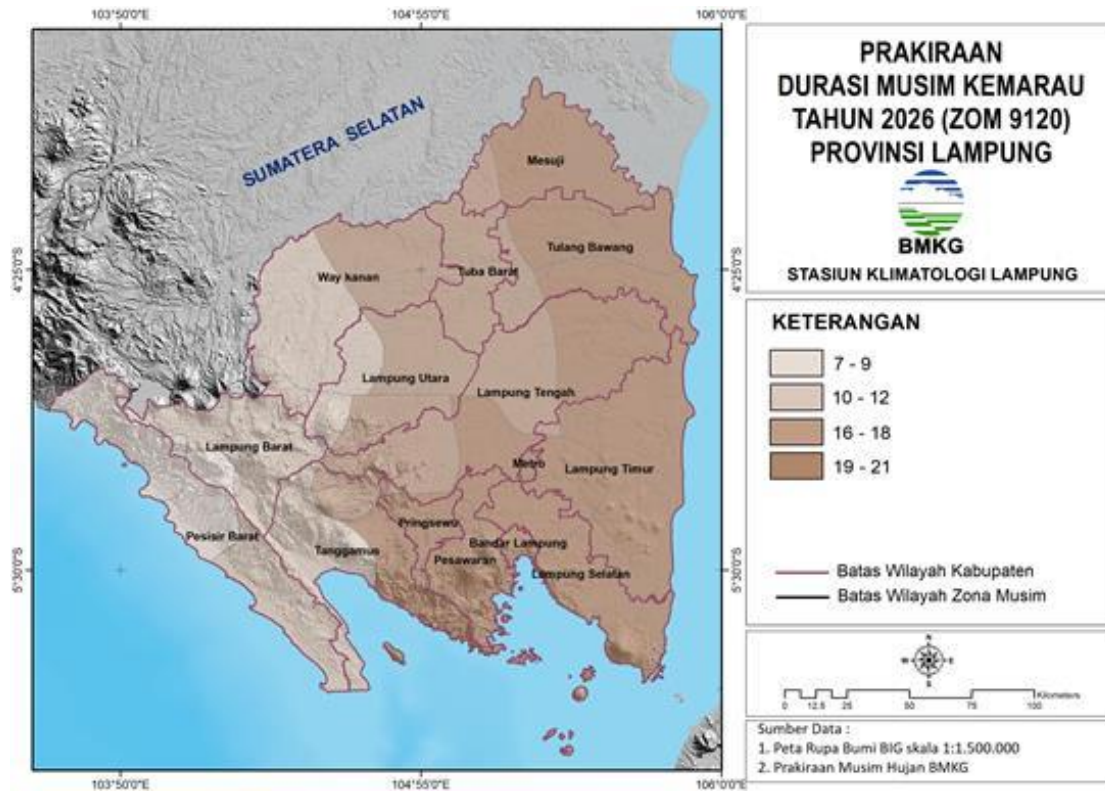 103°50'0"E
104°55'0"E
106°0'0"E
4°25'0"S
5°30'0"S
SUMATERA SELATAN
Mesuji
Tulang Bawang
Way kanan
Tuba Barat
Lampung Utara
Lampung Tengah
Lampung Barat
Metro
Lampung Timur
Pesisir Barat
Pringsewu
Tanggamus
Bandar Lampung
Pesawaran
Lampung Selatan
4°25'0"S
5°30'0"S
103°50'0"E
104°55'0"E
106°0'0"E
PRAKIRAAN
DURASI MUSIM KEMARAU
TAHUN 2026 (ZOM 9120)
PROVINSI LAMPUNG
BMKG
STASIUN KLIMATOLOGI LAMPUNG
KETERANGAN
7 - 9
10 - 12
16 - 18
19 - 21
Batas Wilayah Kabupaten
Batas Wilayah Zona Musim
N
W E
S
Kilometers
0 12.5 25 50 75 100
Sumber Data :
1. Peta Rupa Bumi BIG skala 1:1.500.000
2. Prakiraan Musim Hujan BMKG